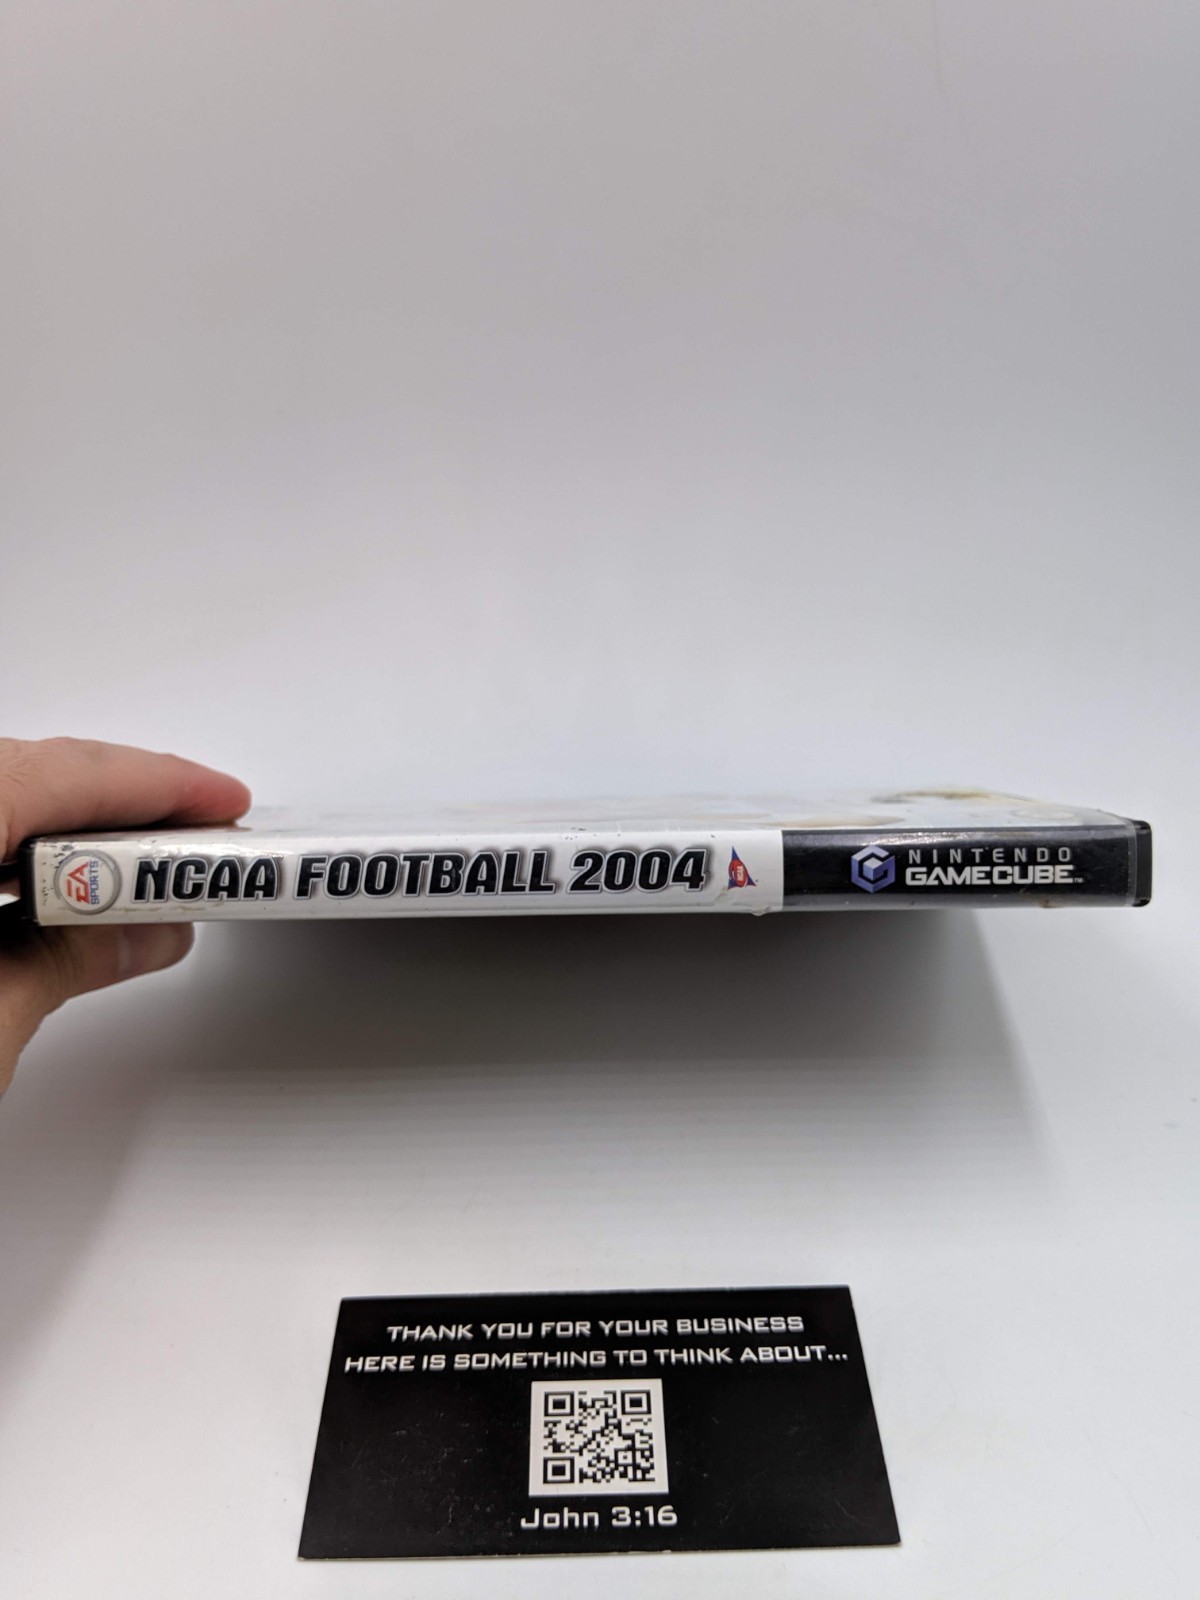 EA
SPORTS
NCAA FOOTBALL 2004
NINTENDO
GAMECUBE™
THANK YOU FOR YOUR BUSINESS
HERE IS SOMETHING TO THINK ABOUT...
John 3:16